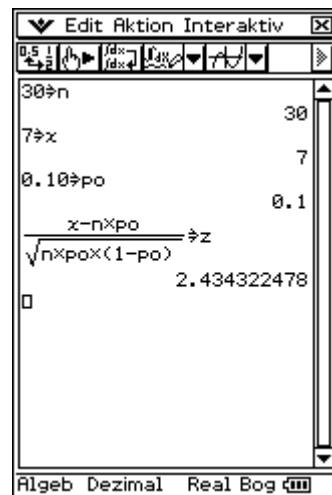 Edit Aktion Interaktiv
30⇒n
30
7⇒x
7
0.10⇒po
0.1
x-n×po
√n×po×(1-po) ⇒z
2.434322478
Algeb Dezimal Real Bog